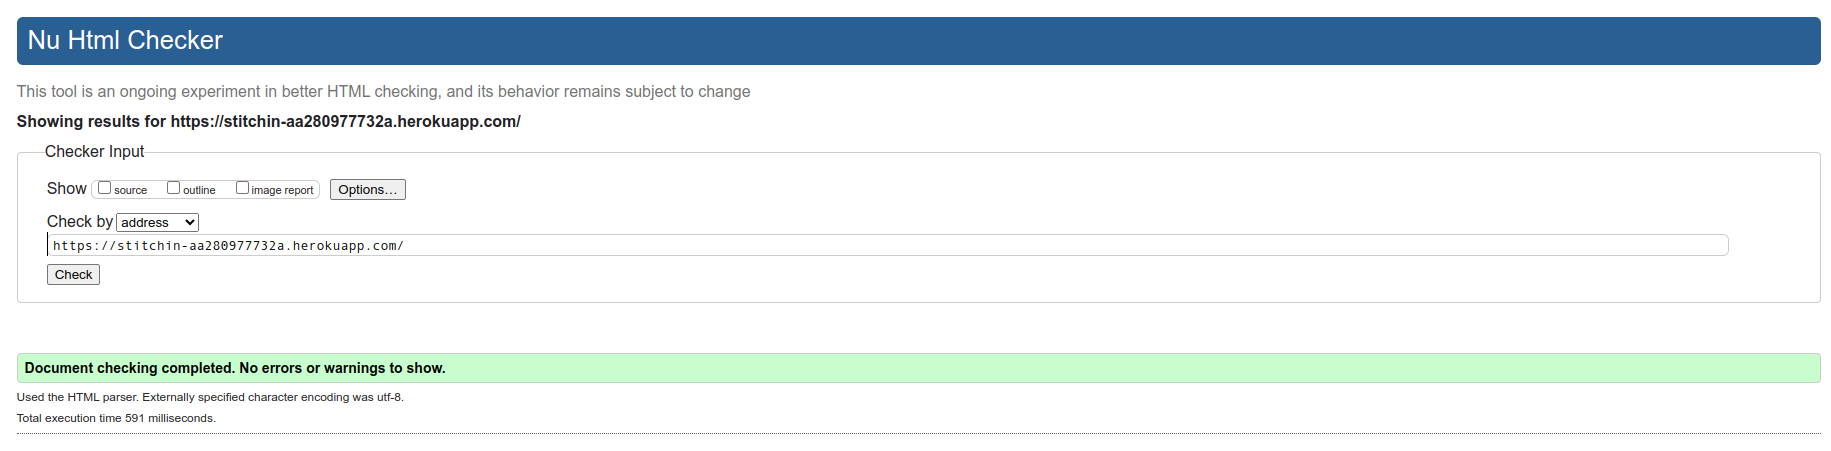 Nu Html Checker
This tool is an ongoing experiment in better HTML checking, and its behavior remains subject to change
Showing results for https://stitchin-aa280977732a.herokuapp.com/
Checker Input
Show source outline image report Options...
Check by address
https://stitchin-aa280977732a.herokuapp.com/
Check
Document checking completed. No errors or warnings to show.
Used the HTML parser. Externally specified character encoding was utf-8.
Total execution time 591 milliseconds.